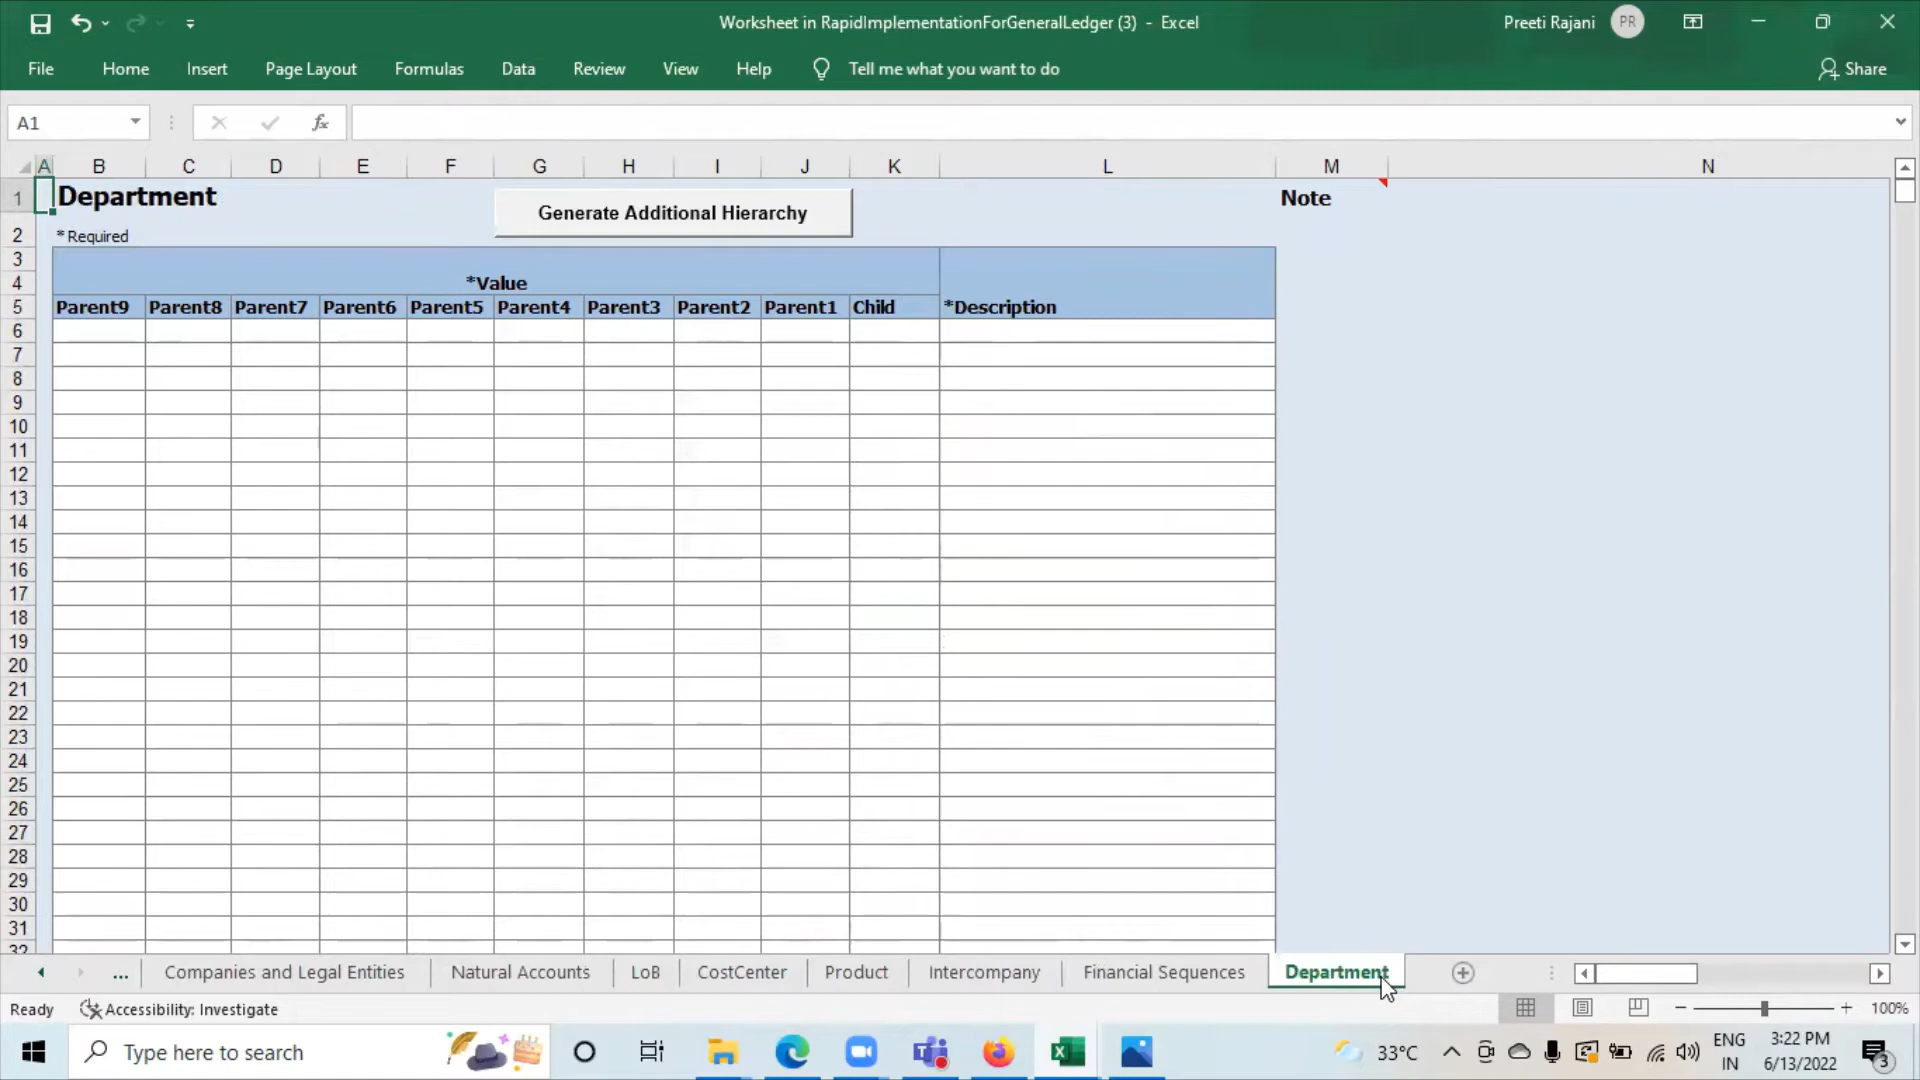 Worksheet in RapidImplementationForGeneralLedger (3) - Excel
Preeti Rajani PR
File Home Insert Page Layout Formulas Data Review View Help Tell me what you want to do Share
A1 fx
A B C D E F G H I J K L M N
1 Department Generate Additional Hierarchy Note
2 * Required
3
4 *Value
5 Parent9 Parent8 Parent7 Parent6 Parent5 Parent4 Parent3 Parent2 Parent1 Child *Description
6
7
8
9
10
11
12
13
14
15
16
17
18
19
20
21
22
23
24
25
26
27
28
29
30
31
32
... Companies and Legal Entities Natural Accounts LoB CostCenter Product Intercompany Financial Sequences Department
Ready Accessibility: Investigate 100%
Type here to search 33°C ENG 3:22 PM
IN 6/13/2022 3